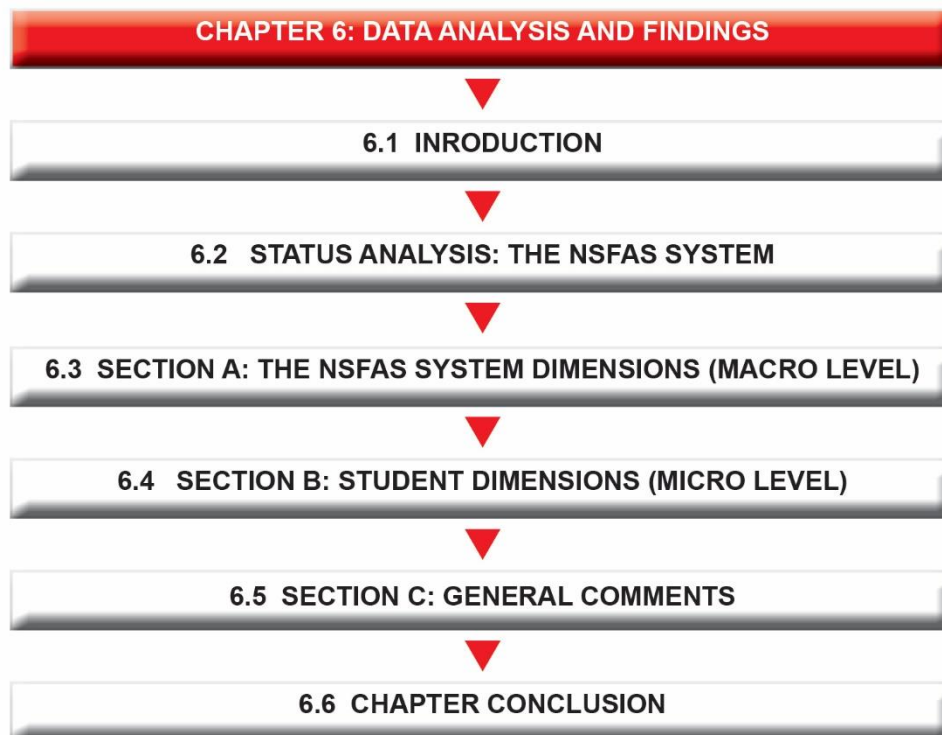 CHAPTER 6: DATA ANALYSIS AND FINDINGS
6.1 INRODUCTION
6.2 STATUS ANALYSIS: THE NSFAS SYSTEM
6.3 SECTION A: THE NSFAS SYSTEM DIMENSIONS (MACRO LEVEL)
6.4 SECTION B: STUDENT DIMENSIONS (MICRO LEVEL)
6.5 SECTION C: GENERAL COMMENTS
6.6 CHAPTER CONCLUSION